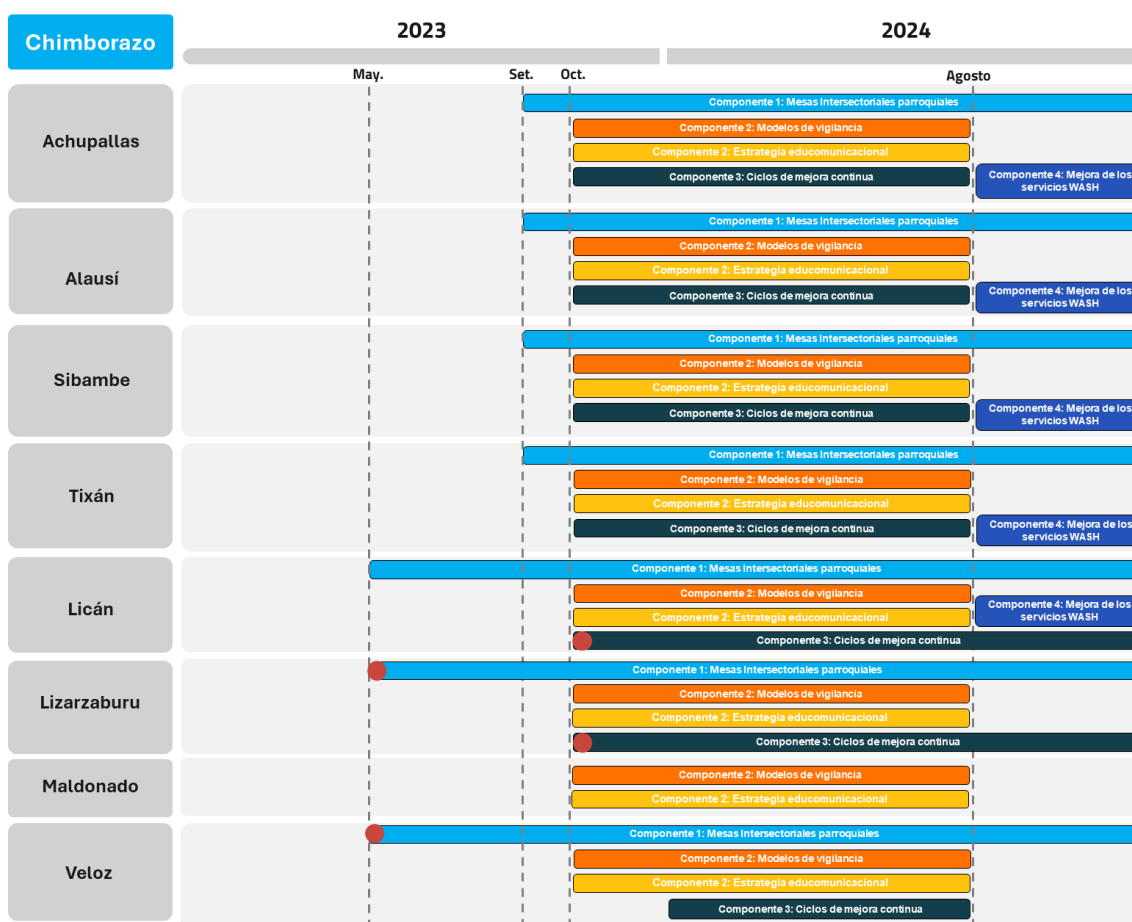 Chimborazo
2023
2024
May.
Set.
Oct.
Agosto
Achupallas
Componente 1: Mesas Intersectoriales parroquiales
Componente 2: Modelos de vigilancia
Componente 2: Estrategia educomunicacional
Componente 3: Ciclos de mejora continua
Componente 4: Mejora de los
servicios WASH
Alausí
Componente 1: Mesas Intersectoriales parroquiales
Componente 2: Modelos de vigilancia
Componente 2: Estrategia educomunicacional
Componente 3: Ciclos de mejora continua
Componente 4: Mejora de los
servicios WASH
Sibambe
Componente 1: Mesas Intersectoriales parroquiales
Componente 2: Modelos de vigilancia
Componente 2: Estrategia educomunicacional
Componente 3: Ciclos de mejora continua
Componente 4: Mejora de los
servicios WASH
Tixán
Componente 1: Mesas Intersectoriales parroquiales
Componente 2: Modelos de vigilancia
Componente 2: Estrategia educomunicacional
Componente 3: Ciclos de mejora continua
Componente 4: Mejora de los
servicios WASH
Licán
Componente 1: Mesas Intersectoriales parroquiales
Componente 2: Modelos de vigilancia
Componente 2: Estrategia educomunicacional
Componente 4: Mejora de los
servicios WASH
Componente 3: Ciclos de mejora continua
Lizarzaburu
Componente 1: Mesas Intersectoriales parroquiales
Componente 2: Modelos de vigilancia
Componente 2: Estrategia educomunicacional
Componente 3: Ciclos de mejora continua
Maldonado
Componente 2: Modelos de vigilancia
Componente 2: Estrategia educomunicacional
Veloz
Componente 1: Mesas Intersectoriales parroquiales
Componente 2: Modelos de vigilancia
Componente 2: Estrategia educomunicacional
Componente 3: Ciclos de mejora continua